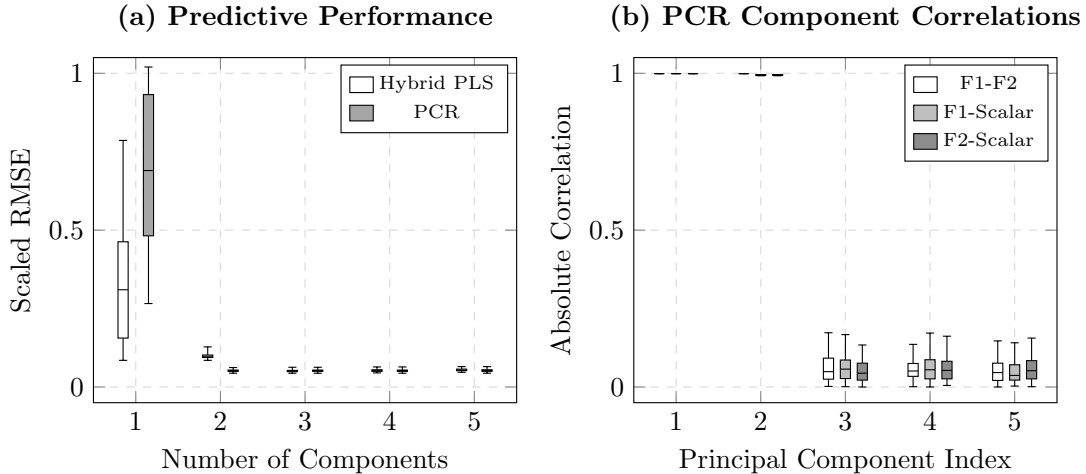 (a) Predictive Performance
Scaled RMSE
1
0.5
0
Hybrid PLS
PCR
1 2 3 4 5
Number of Components
(b) PCR Component Correlations
Absolute Correlation
1
0.5
0
F1-F2
F1-Scalar
F2-Scalar
1 2 3 4 5
Principal Component Index